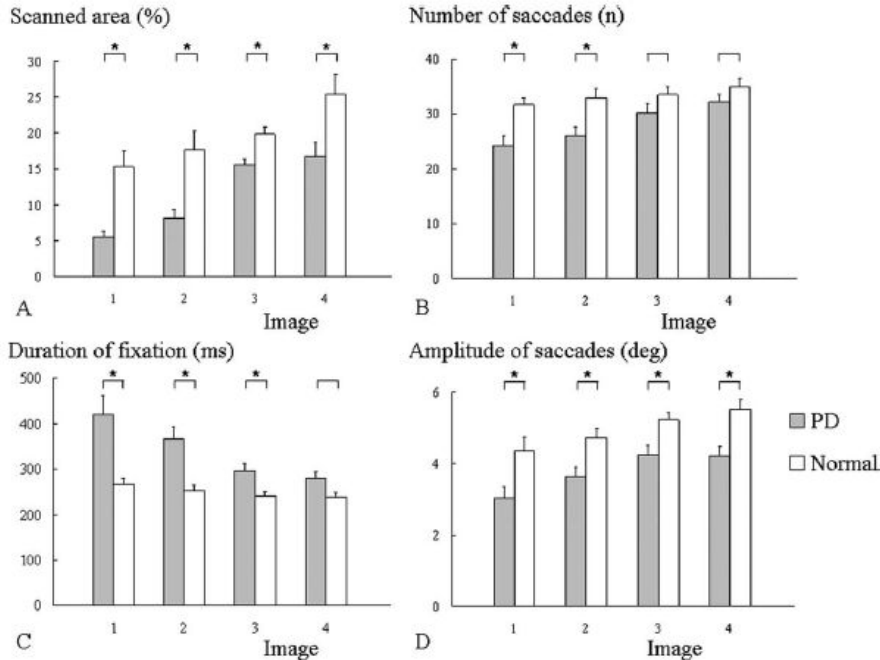 Scanned area (%)
* * * *
30
25
20
15
10
5
0
1 2 3 4
A
Image
Number of saccades (n)
* *
40
30
20
10
0
1 2 3 4
B
Image
Duration of fixation (ms)
* * *
500
400
300
200
100
0
1 2 3 4
C
Image
Amplitude of saccades (deg)
* * * *
6
4
2
0
1 2 3 4
D
Image
PD
Normal